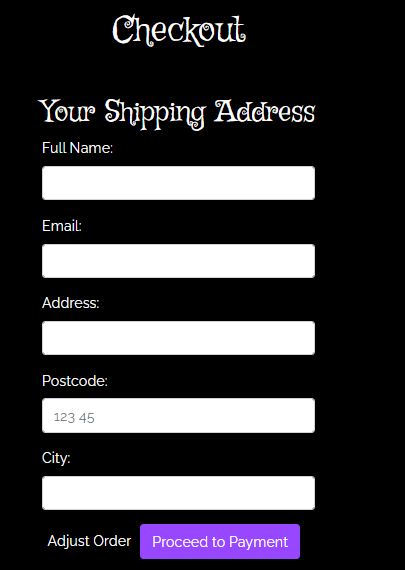 Checkout
Your Shipping Address
Full Name:
Email:
Address:
Postcode:
123 45
City:
Adjust Order Proceed to Payment